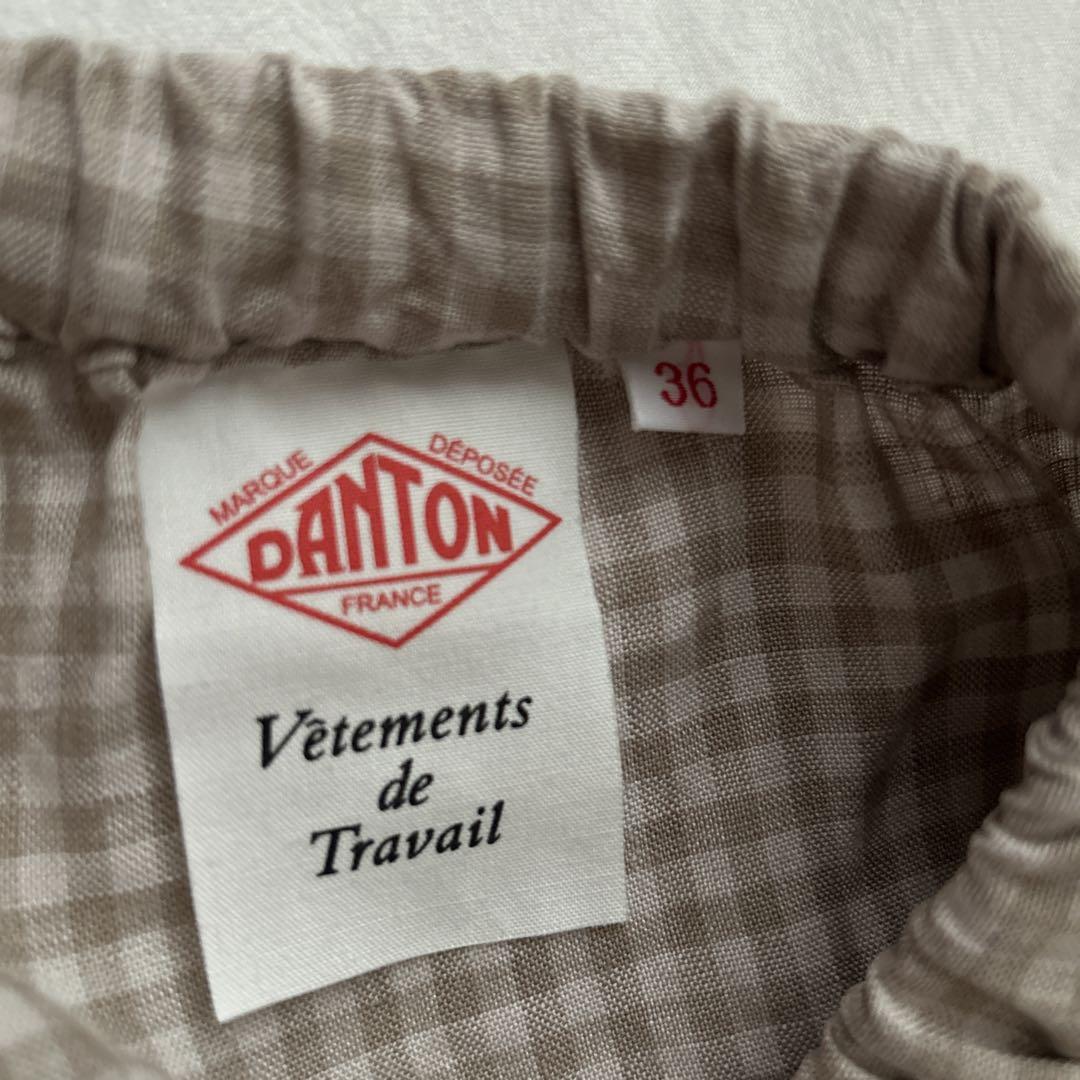 36
MARQUE DÉPOSÉE
DANTON
FRANCE
Vêtements
de
Travail